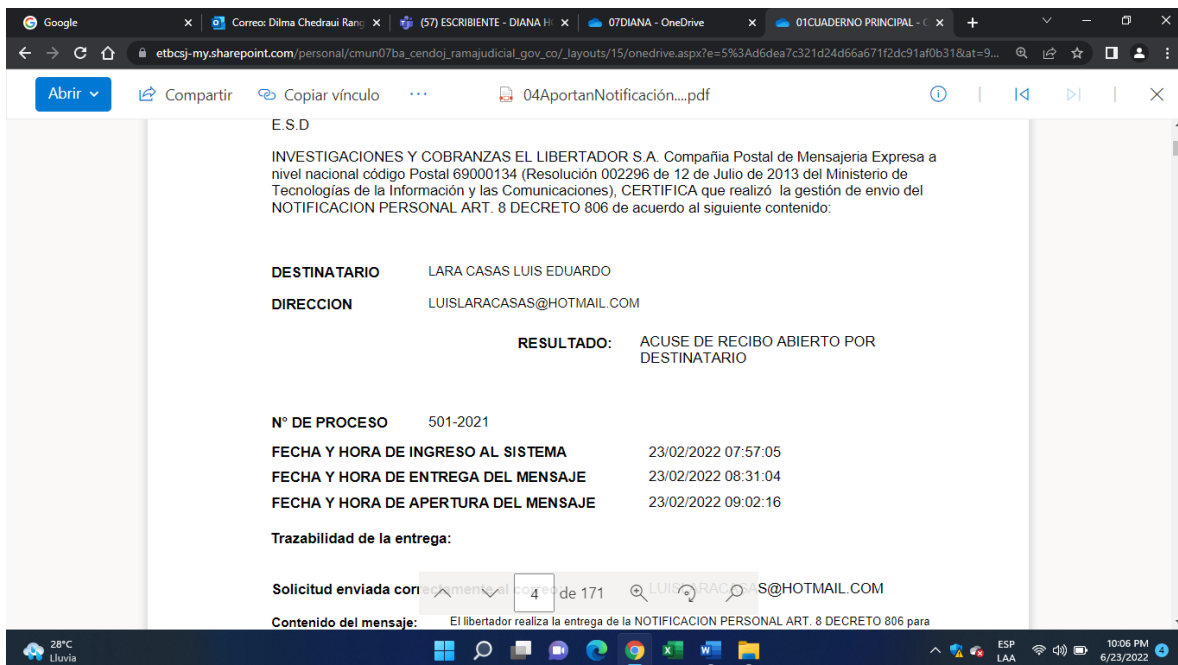 Google
Correo: Dilma Chedraui Rang
(57) ESCRIBIENTE - DIANA H
07DIANA - OneDrive
01CUADERNO PRINCIPAL -
etbcsj-my.sharepoint.com/personal/cmun07ba_cendoj_ramajudicial_gov_co/_layouts/15/onedrive.aspx?e=5%3Ad6dea7c321d24d66a671f2dc91af0b31&at=9...
Abrir
Compartir
Copiar vínculo
...
04AportanNotificación....pdf
E.S.D
INVESTIGACIONES Y COBRANZAS EL LIBERTADOR S.A. Compañia Postal de Mensajeria Expresa a
nivel nacional código Postal 69000134 (Resolución 002296 de 12 de Julio de 2013 del Ministerio de
Tecnologías de la Información y las Comunicaciones), CERTIFICA que realizó la gestión de envio del
NOTIFICACION PERSONAL ART. 8 DECRETO 806 de acuerdo al siguiente contenido:
DESTINATARIO LARA CASAS LUIS EDUARDO
DIRECCION LUISLARACASAS@HOTMAIL.COM
RESULTADO: ACUSE DE RECIBO ABIERTO POR
DESTINATARIO
N° DE PROCESO 501-2021
FECHA Y HORA DE INGRESO AL SISTEMA 23/02/2022 07:57:05
FECHA Y HORA DE ENTREGA DEL MENSAJE 23/02/2022 08:31:04
FECHA Y HORA DE APERTURA DEL MENSAJE 23/02/2022 09:02:16
Trazabilidad de la entrega:
Solicitud enviada correctamente al correo: LUISLARACASAS@HOTMAIL.COM
4 de 171
Contenido del mensaje: El libertador realiza la entrega de la NOTIFICACION PERSONAL ART. 8 DECRETO 806 para
28°C
Lluvia
ESP
LAA
10:06 PM
6/23/2022
4